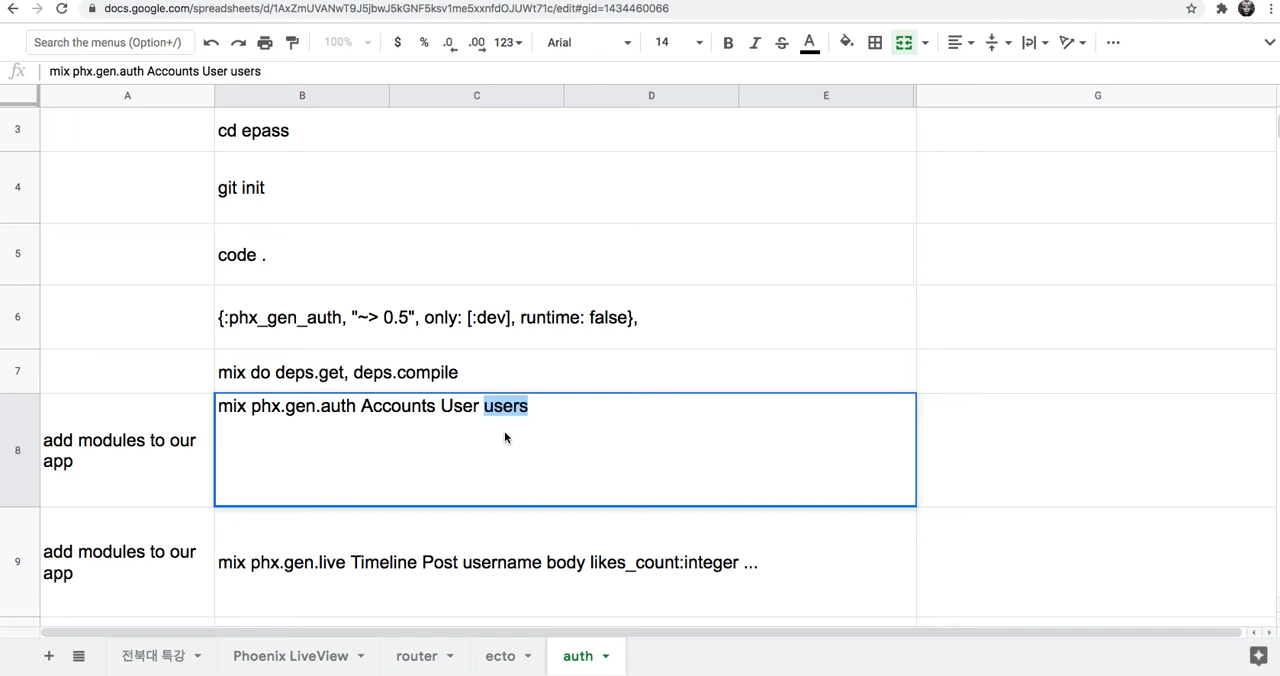 docs.google.com/spreadsheets/d/1AxZmUVANwT9J5jbwJ5kGNF5ksv1me5xxnfdOJUWt71c/edit#gid=1434460066
Search the menus (Option+/) 100% $ % .0 .00 123 Arial 14 B I S A
fx mix phx.gen.auth Accounts User users
A B C D E G
3 cd epass
4 git init
5 code .
6 {:phx_gen_auth, "~> 0.5", only: [:dev], runtime: false},
7 mix do deps.get, deps.compile
mix phx.gen.auth Accounts User users
8 add modules to our
app
add modules to our
9 mix phx.gen.live Timeline Post username body likes_count:integer ...
app
전북대 특강 Phoenix LiveView router ecto auth